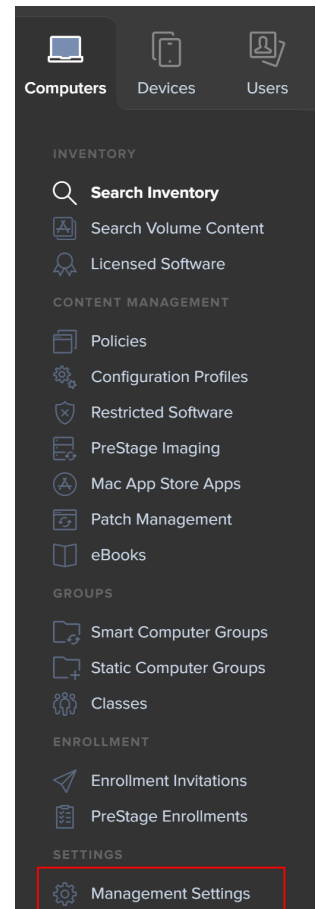 Computers Devices Users
INVENTORY
Search Inventory
Search Volume Content
Licensed Software
CONTENT MANAGEMENT
Policies
Configuration Profiles
Restricted Software
PreStage Imaging
Mac App Store Apps
Patch Management
eBooks
GROUPS
Smart Computer Groups
Static Computer Groups
Classes
ENROLLMENT
Enrollment Invitations
PreStage Enrollments
SETTINGS
Management Settings